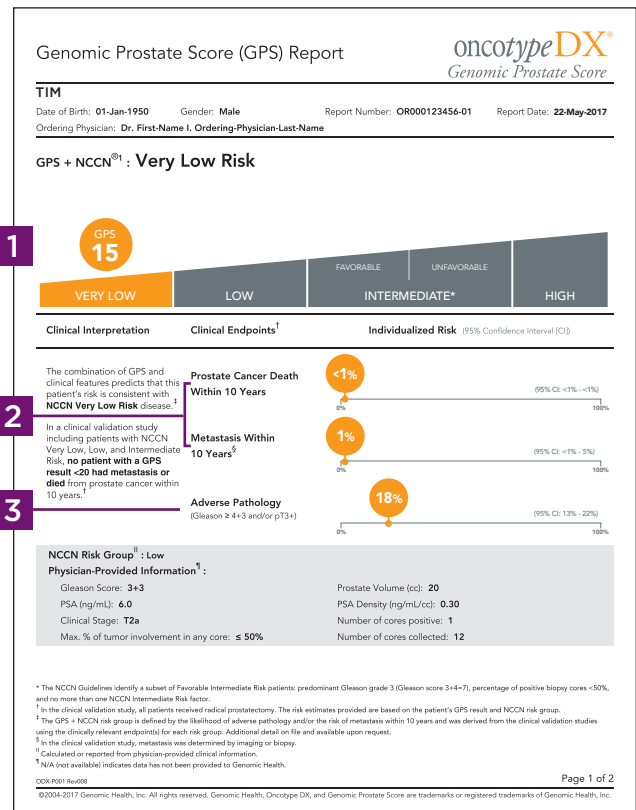 Genomic Prostate Score (GPS) Report
oncotypeDX®
Genomic Prostate Score
TIM
Date of Birth: 01-Jan-1950 Gender: Male Report Number: OR000123456-01 Report Date: 22-May-2017
Ordering Physician: Dr. First-Name I. Ordering-Physician-Last-Name
GPS + NCCN®1 : Very Low Risk
1
GPS
15
FAVORABLE UNFAVORABLE
VERY LOW LOW INTERMEDIATE* HIGH
Clinical Interpretation Clinical Endpoints† Individualized Risk (95% Confidence Interval [CI])
The combination of GPS and
clinical features predicts that this
patient's risk is consistent with
NCCN Very Low Risk disease.‡
2
In a clinical validation study
including patients with NCCN
Very Low, Low, and Intermediate
Risk, no patient with a GPS
result <20 had metastasis or
died from prostate cancer within
10 years.†
3
Prostate Cancer Death
Within 10 Years
<1%
(95% CI: <1% - <1%)
0% 100%
Metastasis Within
10 Years§
1%
(95% CI: <1% - 5%)
0% 100%
Adverse Pathology
(Gleason ≥ 4+3 and/or pT3+)
18%
(95% CI: 13% - 22%)
0% 100%
NCCN Risk Group|| : Low
Physician-Provided Information¶ :
Gleason Score: 3+3 Prostate Volume (cc): 20
PSA (ng/mL): 6.0 PSA Density (ng/mL/cc): 0.30
Clinical Stage: T2a Number of cores positive: 1
Max. % of tumor involvement in any core: ≤ 50% Number of cores collected: 12
* The NCCN Guidelines identify a subset of Favorable Intermediate Risk patients: predominant Gleason grade 3 (Gleason score 3+4=7), percentage of positive biopsy cores <50%,
and no more than one NCCN Intermediate Risk factor.
† In the clinical validation study, all patients received radical prostatectomy. The risk estimates provided are based on the patient's GPS result and NCCN risk group.
‡ The GPS + NCCN risk group is defined by the likelihood of adverse pathology and/or the risk of metastasis within 10 years and was derived from the clinical validation studies
using the clinically relevant endpoint(s) for each risk group. Additional detail on file and available upon request.
§ In the clinical validation study, metastasis was determined by imaging or biopsy.
|| Calculated or reported from physician-provided clinical information.
¶ N/A (not available) indicates data has not been provided to Genomic Health.
ODX-P001 Rev008 Page 1 of 2
©2004-2017 Genomic Health, Inc. All rights reserved. Genomic Health, Oncotype DX, and Genomic Prostate Score are trademarks or registered trademarks of Genomic Health, Inc.